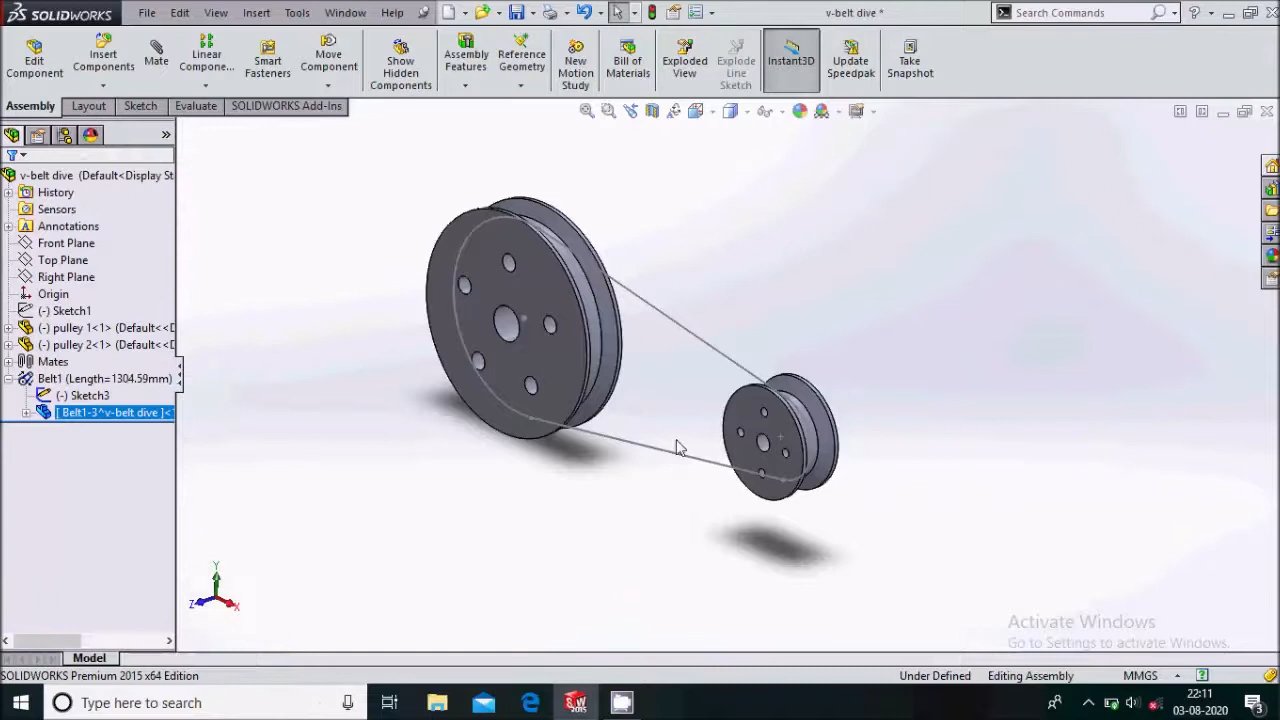 SOLIDWORKS File Edit View Insert Tools Window Help v-belt dive * Search Commands
Edit Component
Insert Components
Mate
Linear Compone...
Smart Fasteners
Move Component
Show Hidden Components
Assembly Features
Reference Geometry
New Motion Study
Bill of Materials
Exploded View
Explode Line Sketch
Instant3D
Update Speedpak
Take Snapshot
Assembly Layout Sketch Evaluate SOLIDWORKS Add-Ins
v-belt dive (Default<Display St
History
Sensors
Annotations
Front Plane
Top Plane
Right Plane
Origin
(-) Sketch1
(-) pulley 1<1> (Default<<D
(-) pulley 2<1> (Default<<D
Mates
Belt1 (Length=1304.59mm)
(-) Sketch3
[ Belt1-3^v-belt dive ]<1
Y
Z X
Activate Windows
Go to Settings to activate Windows.
Model
SOLIDWORKS Premium 2015 x64 Edition Under Defined Editing Assembly MMGS
Type here to search
22:11
03-08-2020
3